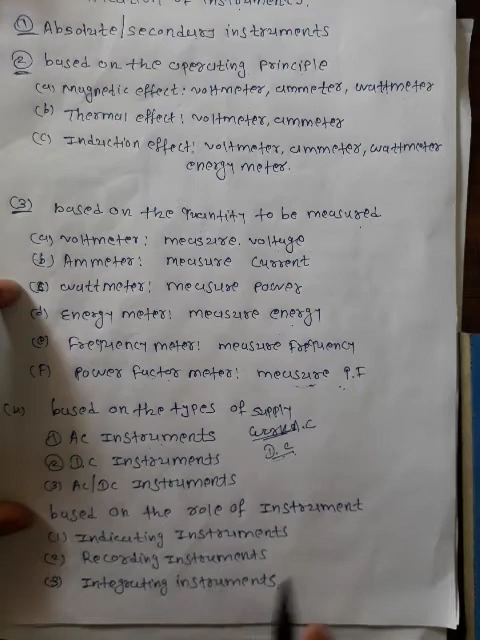 ification of Instruments.
① Absolute/secondary instruments
② based on the operating principle
(a) Magnetic effect: voltmeter, ammeter, wattmeter
(b) Thermal effect: voltmeter, ammeter
(c) Induction effect: voltmeter, ammeter, wattmeter
energy meter.
(3) based on the quantity to be measured
(a) voltmeter: measure voltage
(b) Ammeter: measure current
(c) wattmeter: measure power
(d) Energy meter: measure energy
(e) Frequency meter: measure frequency
(F) power factor meter: measure P.F
(4) based on the types of supply
① AC Instruments A.C
② D.C Instruments D.C
(3) AC/DC Instruments
based on the role of Instrument
(1) Indicating Instruments
(2) Recording Instruments
(3) Integrating instruments